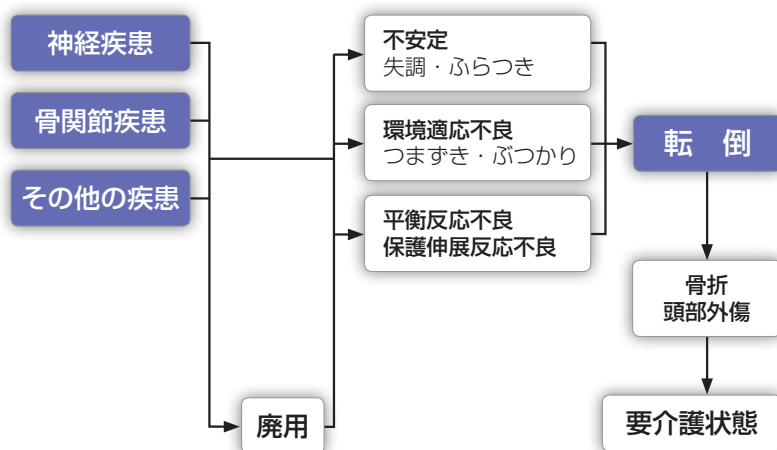 神経疾患
骨関節疾患
その他の疾患
廃用
不安定
失調・ふらつき
環境適応不良
つまずき・ぶつかり
平衡反応不良
保護伸展反応不良
転　倒
骨折
頭部外傷
要介護状態